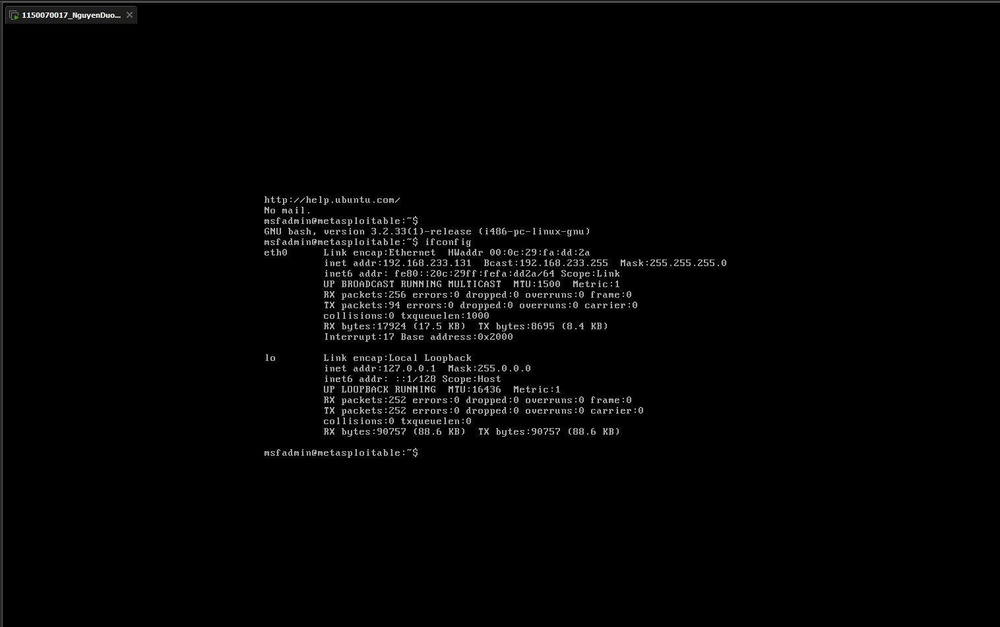 1150070017_NguyenDuo...
http://help.ubuntu.com/
No mail.
msfadmin@metasploitable:~$
GNU bash, version 3.2.33(1)-release (i486-pc-linux-gnu)
msfadmin@metasploitable:~$ ifconfig
eth0      Link encap:Ethernet  HWaddr 00:0c:29:fa:dd:2a
          inet addr:192.168.233.131  Bcast:192.168.233.255  Mask:255.255.255.0
          inet6 addr: fe80::20c:29ff:fefa:dd2a/64 Scope:Link
          UP BROADCAST RUNNING MULTICAST  MTU:1500  Metric:1
          RX packets:256 errors:0 dropped:0 overruns:0 frame:0
          TX packets:94 errors:0 dropped:0 overruns:0 carrier:0
          collisions:0 txqueuelen:1000
          RX bytes:17924 (17.5 KB)  TX bytes:8695 (8.4 KB)
          Interrupt:17 Base address:0x2000
lo        Link encap:Local Loopback
          inet addr:127.0.0.1  Mask:255.0.0.0
          inet6 addr: ::1/128 Scope:Host
          UP LOOPBACK RUNNING  MTU:16436  Metric:1
          RX packets:252 errors:0 dropped:0 overruns:0 frame:0
          TX packets:252 errors:0 dropped:0 overruns:0 carrier:0
          collisions:0 txqueuelen:0
          RX bytes:90757 (88.6 KB)  TX bytes:90757 (88.6 KB)
msfadmin@metasploitable:~$